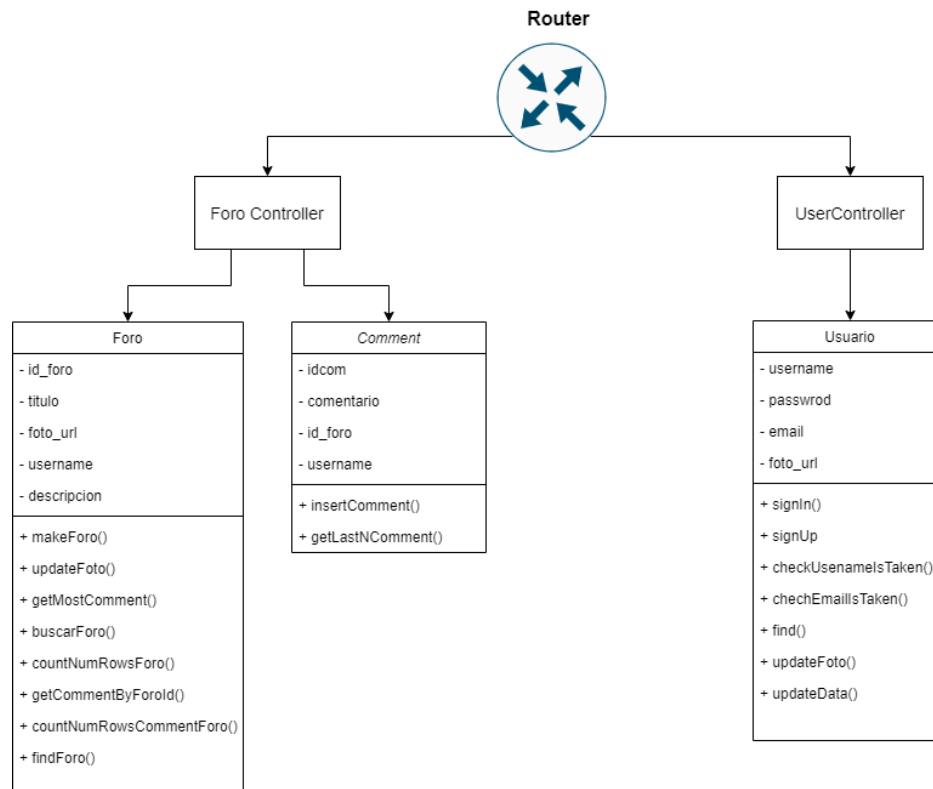 Router
Foro Controller
UserController
Foro
- id_foro
- titulo
- foto_url
- username
- descripcion
+ makeForo()
+ updateFoto()
+ getMostComment()
+ buscarForo()
+ countNumRowsForo()
+ getCommentByForoId()
+ countNumRowsCommentForo()
+ findForo()
Comment
- idcom
- comentario
- id_foro
- username
+ insertComment()
+ getLastNComment()
Usuario
- username
- passwrod
- email
- foto_url
+ signIn()
+ signUp
+ checkUsenameIsTaken()
+ chechEmailIsTaken()
+ find()
+ updateFoto()
+ updateData()